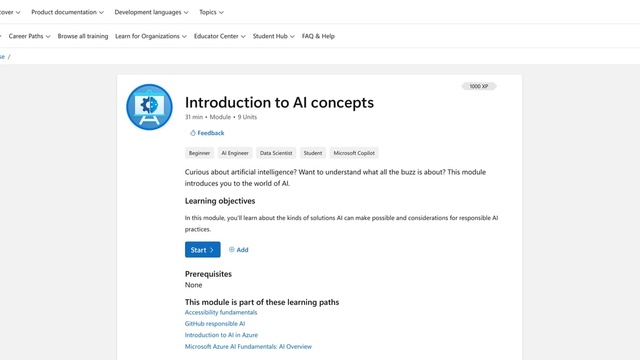 cover Product documentation Development languages Topics
Career Paths Browse all training Learn for Organizations Educator Center Student Hub FAQ & Help
se /
1000 XP
Introduction to AI concepts
31 min • Module • 9 Units
Feedback
Beginner AI Engineer Data Scientist Student Microsoft Copilot
Curious about artificial intelligence? Want to understand what all the buzz is about? This module
introduces you to the world of AI.
Learning objectives
In this module, you'll learn about the kinds of solutions AI can make possible and considerations for responsible AI
practices.
Start Add
Prerequisites
None
This module is part of these learning paths
Accessibility fundamentals
GitHub responsible AI
Introduction to AI in Azure
Microsoft Azure AI Fundamentals: AI Overview